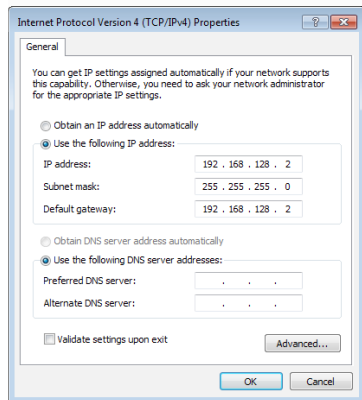 Internet Protocol Version 4 (TCP/IPv4) Properties
General
You can get IP settings assigned automatically if your network supports
this capability. Otherwise, you need to ask your network administrator
for the appropriate IP settings.
Obtain an IP address automatically
Use the following IP address:
IP address: 192 . 168 . 128 . 2
Subnet mask: 255 . 255 . 255 . 0
Default gateway: 192 . 168 . 128 . 2
Obtain DNS server address automatically
Use the following DNS server addresses:
Preferred DNS server: . . .
Alternate DNS server: . . .
Validate settings upon exit
Advanced...
OK Cancel